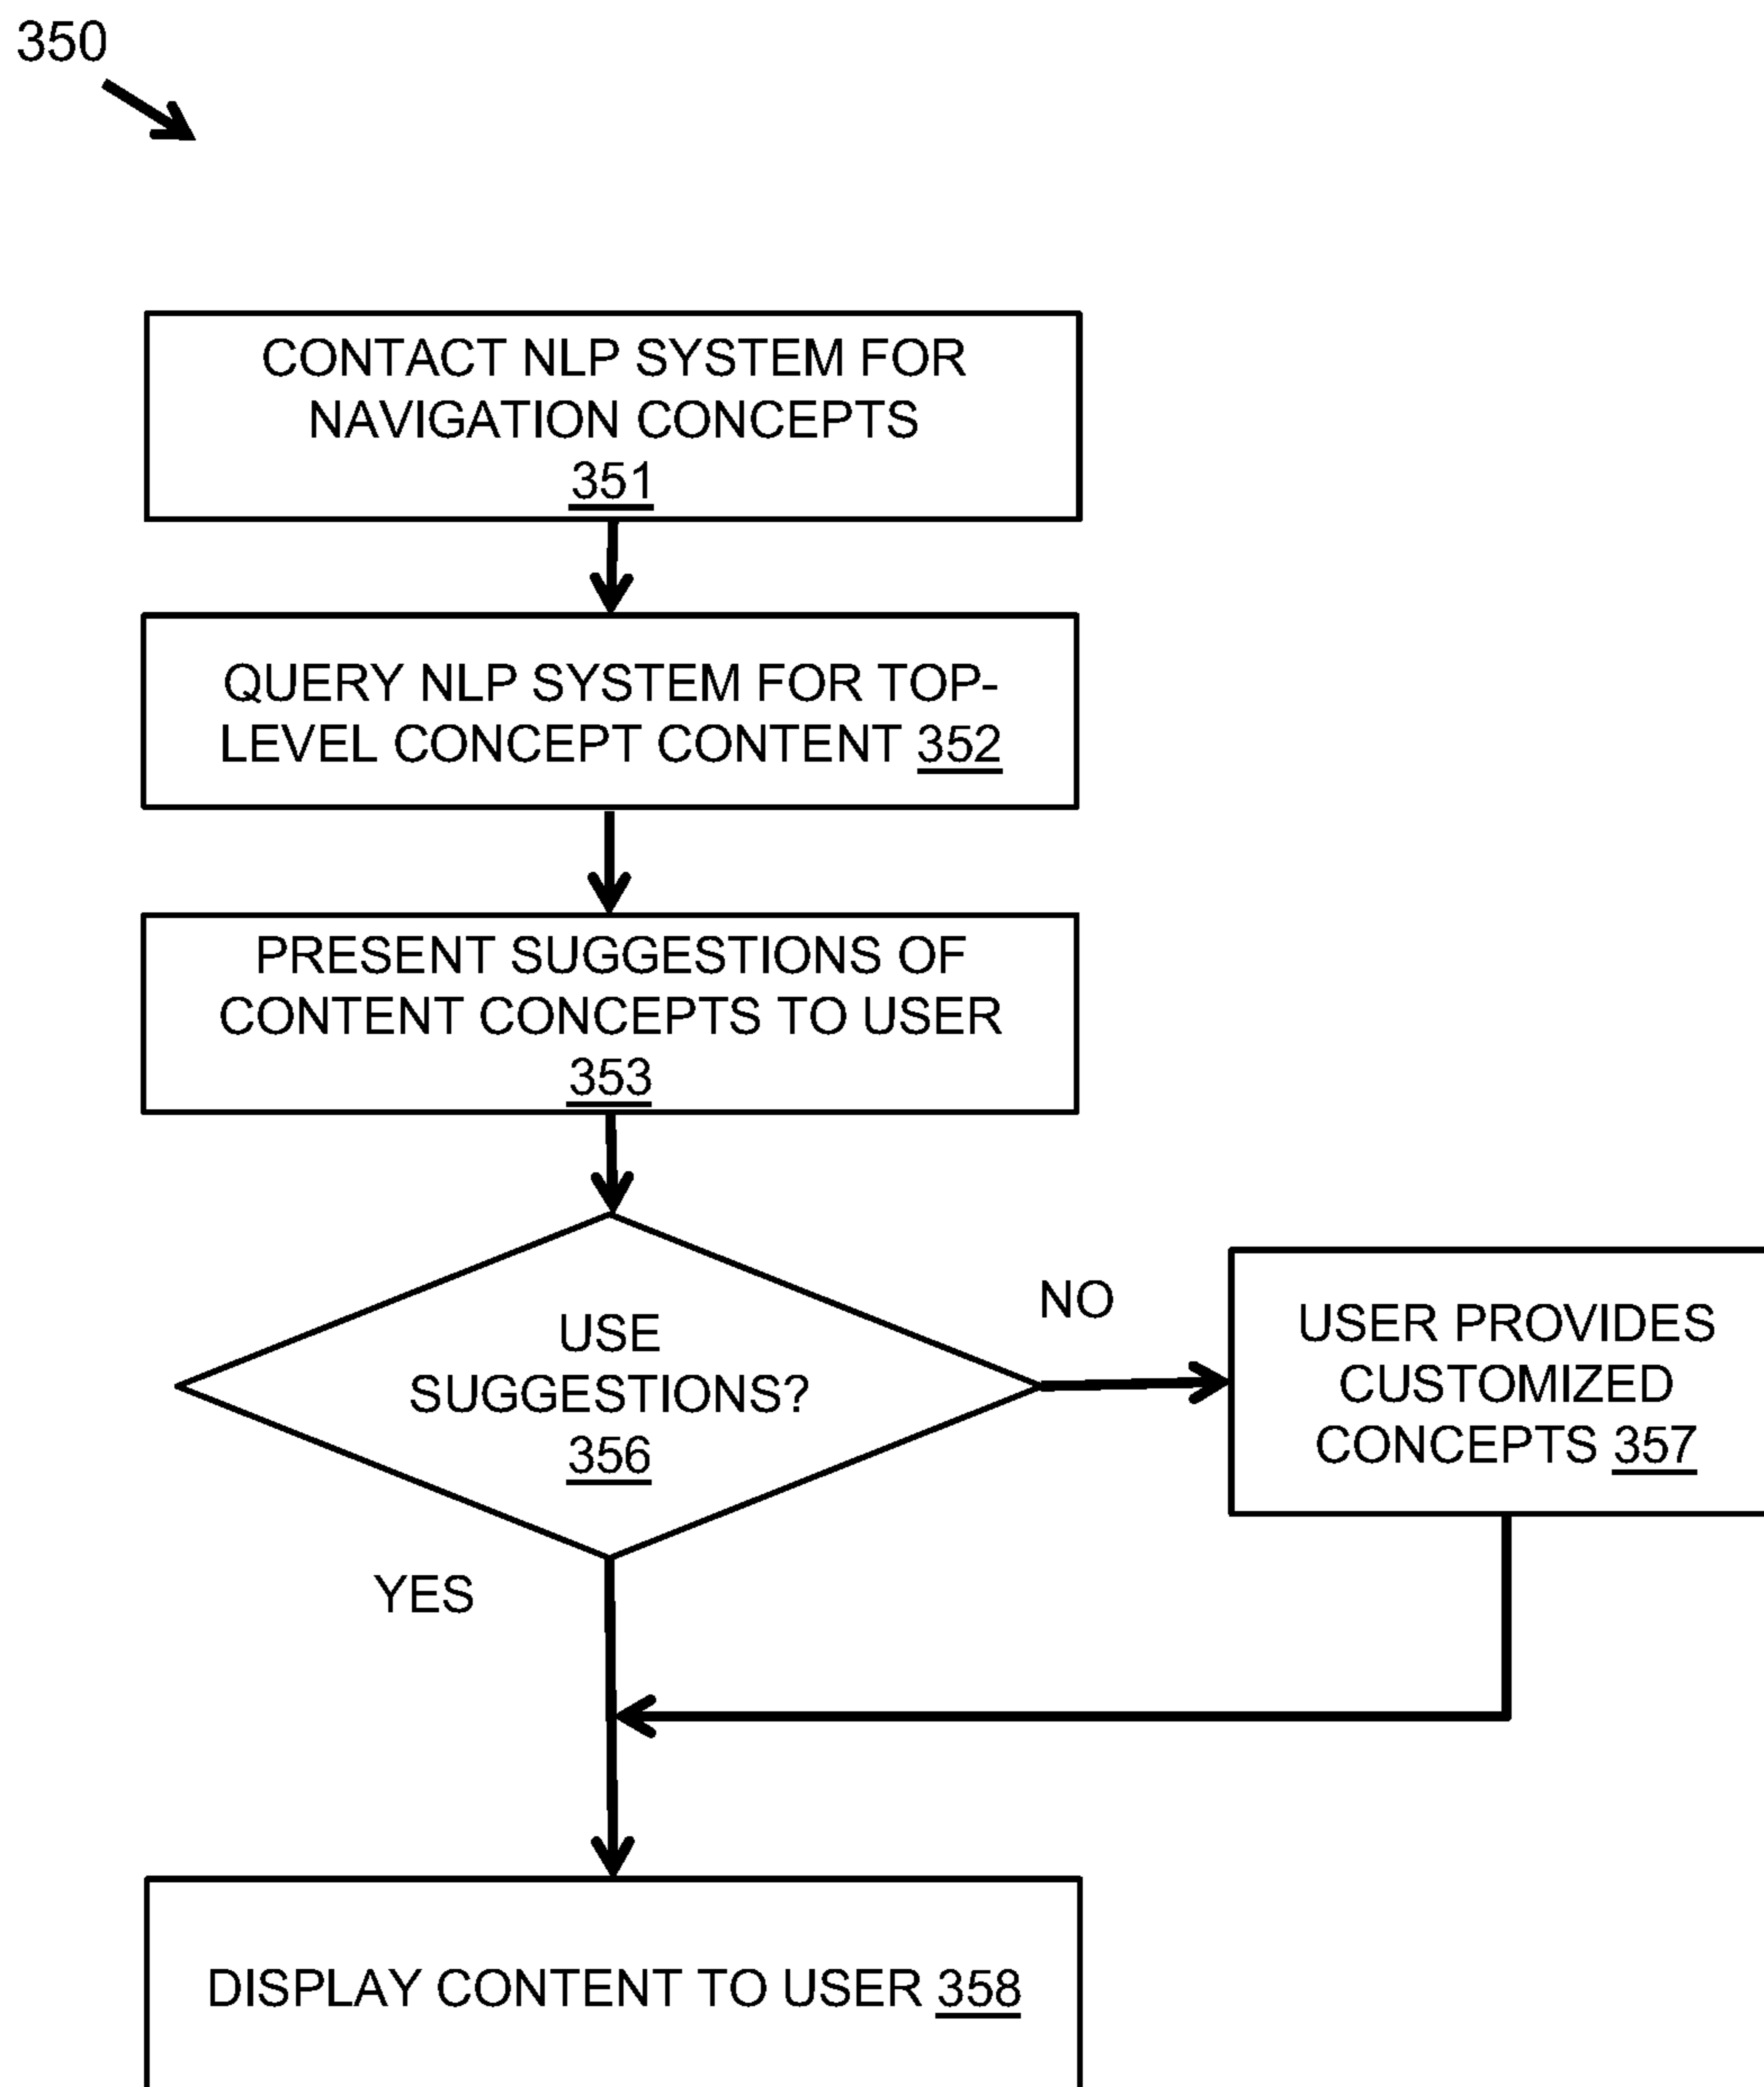 350
CONTACT NLP SYSTEM FOR
NAVIGATION CONCEPTS
351
QUERY NLP SYSTEM FOR TOP-
LEVEL CONCEPT CONTENT 352
PRESENT SUGGESTIONS OF
CONTENT CONCEPTS TO USER
353
USE
SUGGESTIONS?
356
NO
USER PROVIDES
CUSTOMIZED
CONCEPTS 357
YES
DISPLAY CONTENT TO USER 358